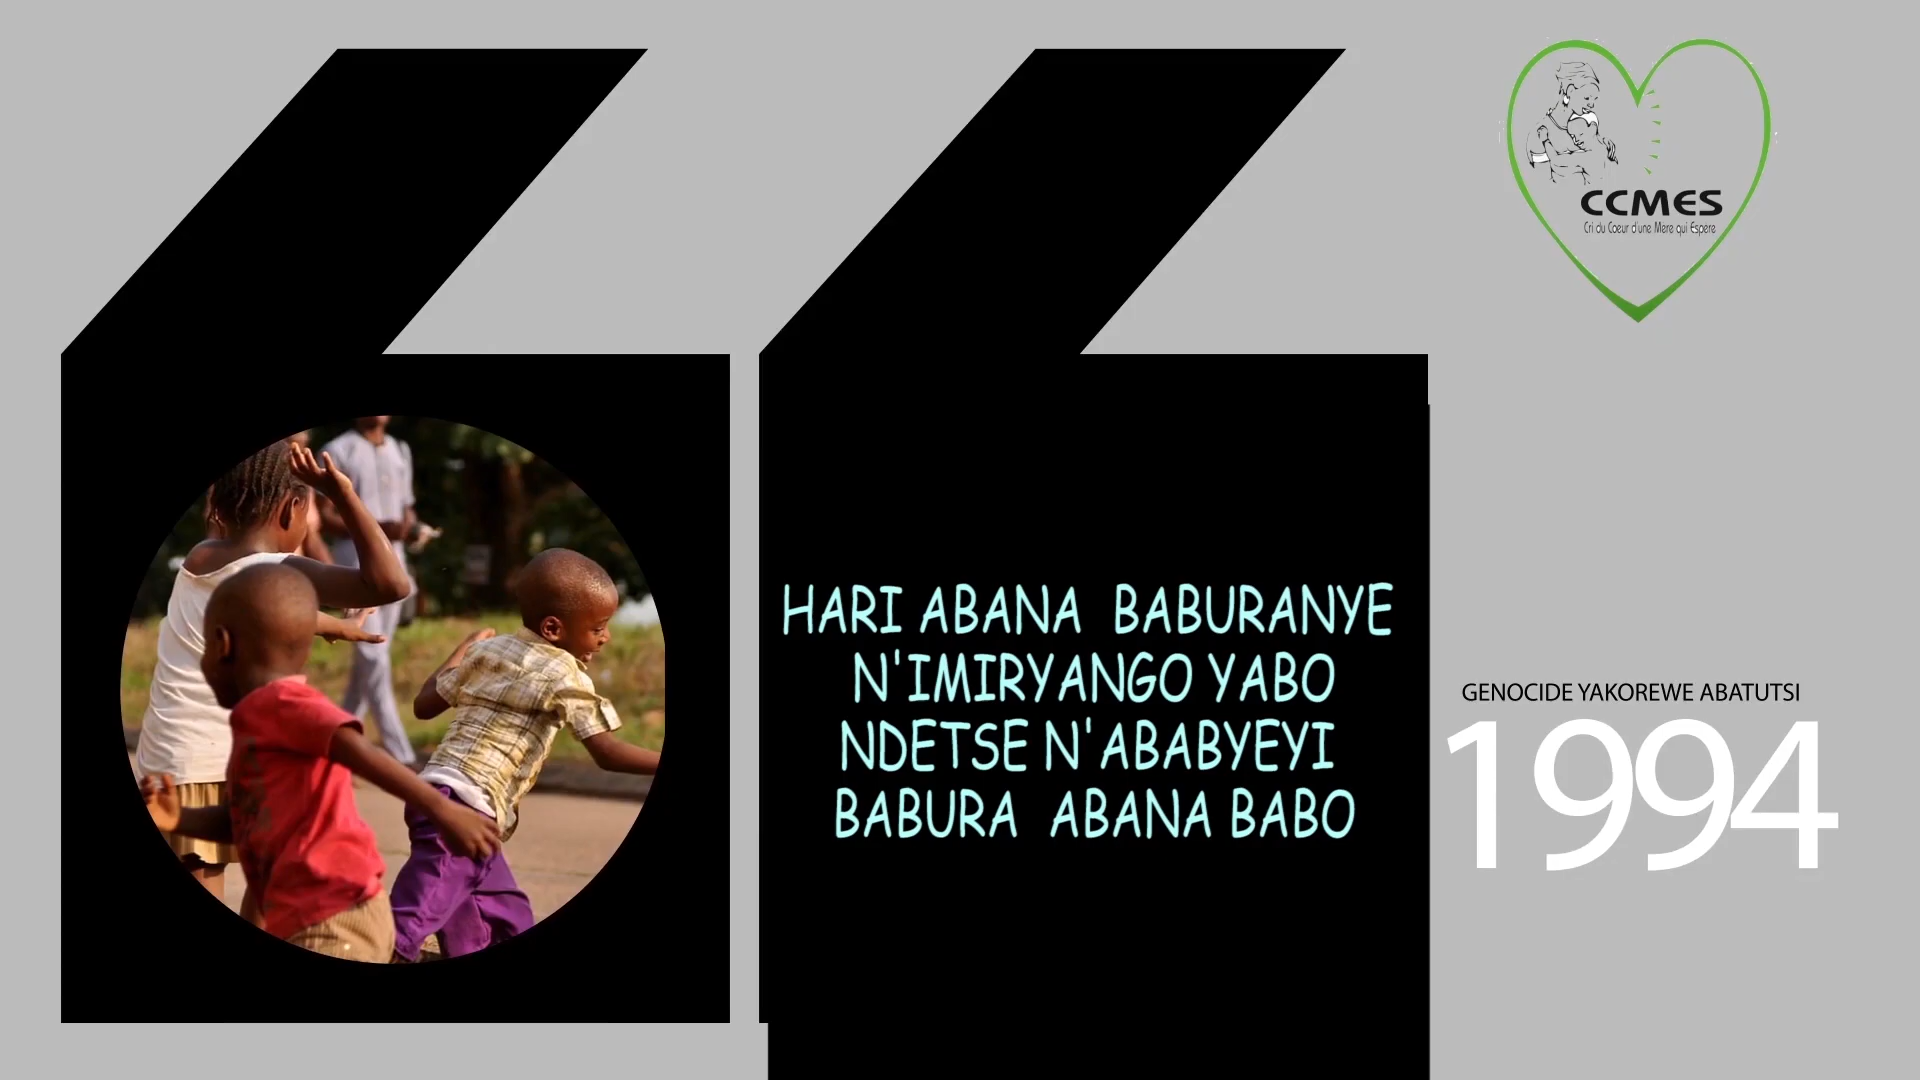 CCMES
Cri du Coeur d'une Mere qui Espere
HARI ABANA BABURANYE
N'IMIRYANGO YABO
NDETSE N'ABABYEYI
BABURA ABANA BABO
GENOCIDE YAKOREWE ABATUTSI
1994